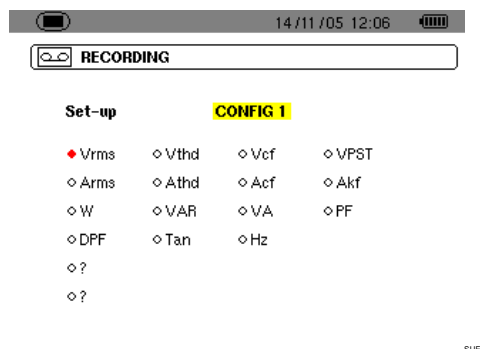 14/11/05 12:06
RECORDING
Set-up CONFIG 1
Vrms Vthd Vcf VPST
Arms Athd Acf Akf
W VAR VA PF
DPF Tan Hz
?
?